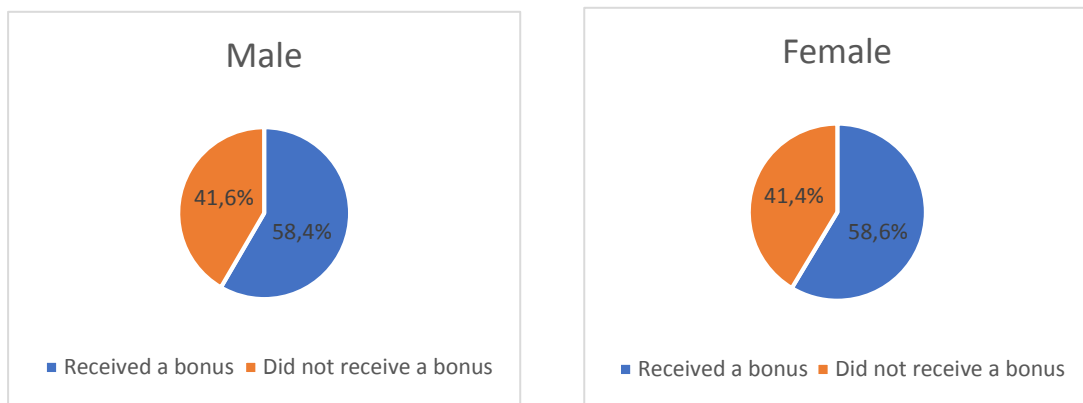 Male
41,6%
58,4%
Received a bonus Did not receive a bonus
Female
41,4%
58,6%
Received a bonus Did not receive a bonus